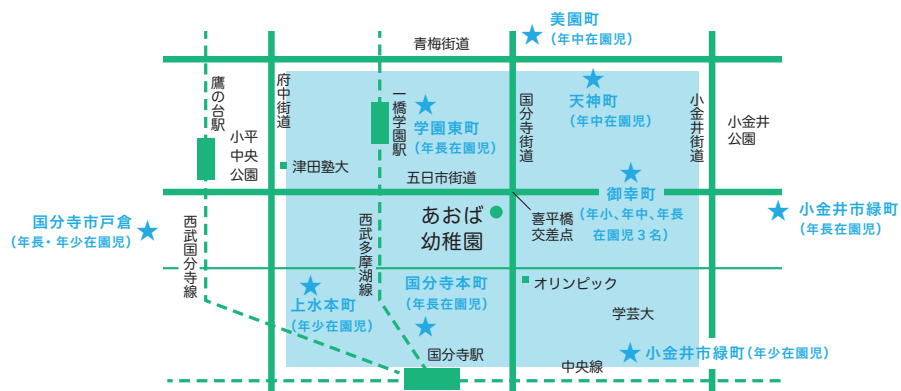 美園町
(年中在園児)
青梅街道
鷹の台駅
府中街道
一橋学園駅
国分寺街道
天神町
(年中在園児)
小金井街道
小金井
公園
学園東町
(年長在園児)
小平
中央
公園
津田塾大
五日市街道
御幸町
(年小、年中、年長
在園児3名)
小金井市緑町
(年長在園児)
国分寺市戸倉
(年長・年少在園児)
西武国分寺線
西武多摩湖線
あおば
幼稚園
喜平橋
交差点
上水本町
(年少在園児)
国分寺本町
(年長在園児)
オリンピック
学芸大
国分寺駅
小金井市緑町(年少在園児)
中央線